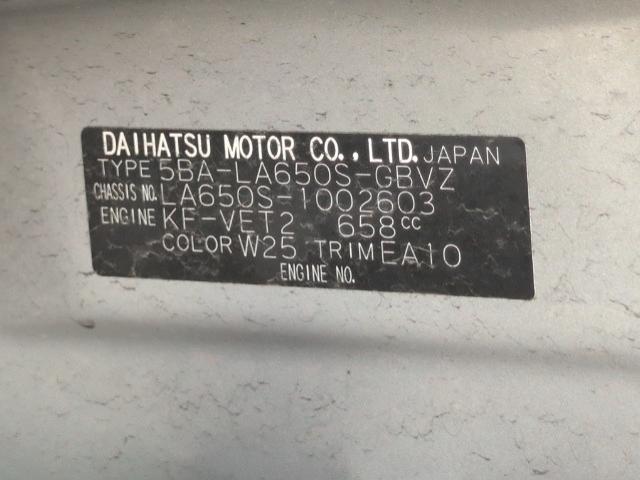 DAIHATSU MOTOR CO., LTD. JAPAN
TYPE 5BA-LA650S-GBVZ
CHASSIS NO. LA650S-1002603
ENGINE KF-VET2 658cc
COLOR W25 TRIM EA10
ENGINE NO.